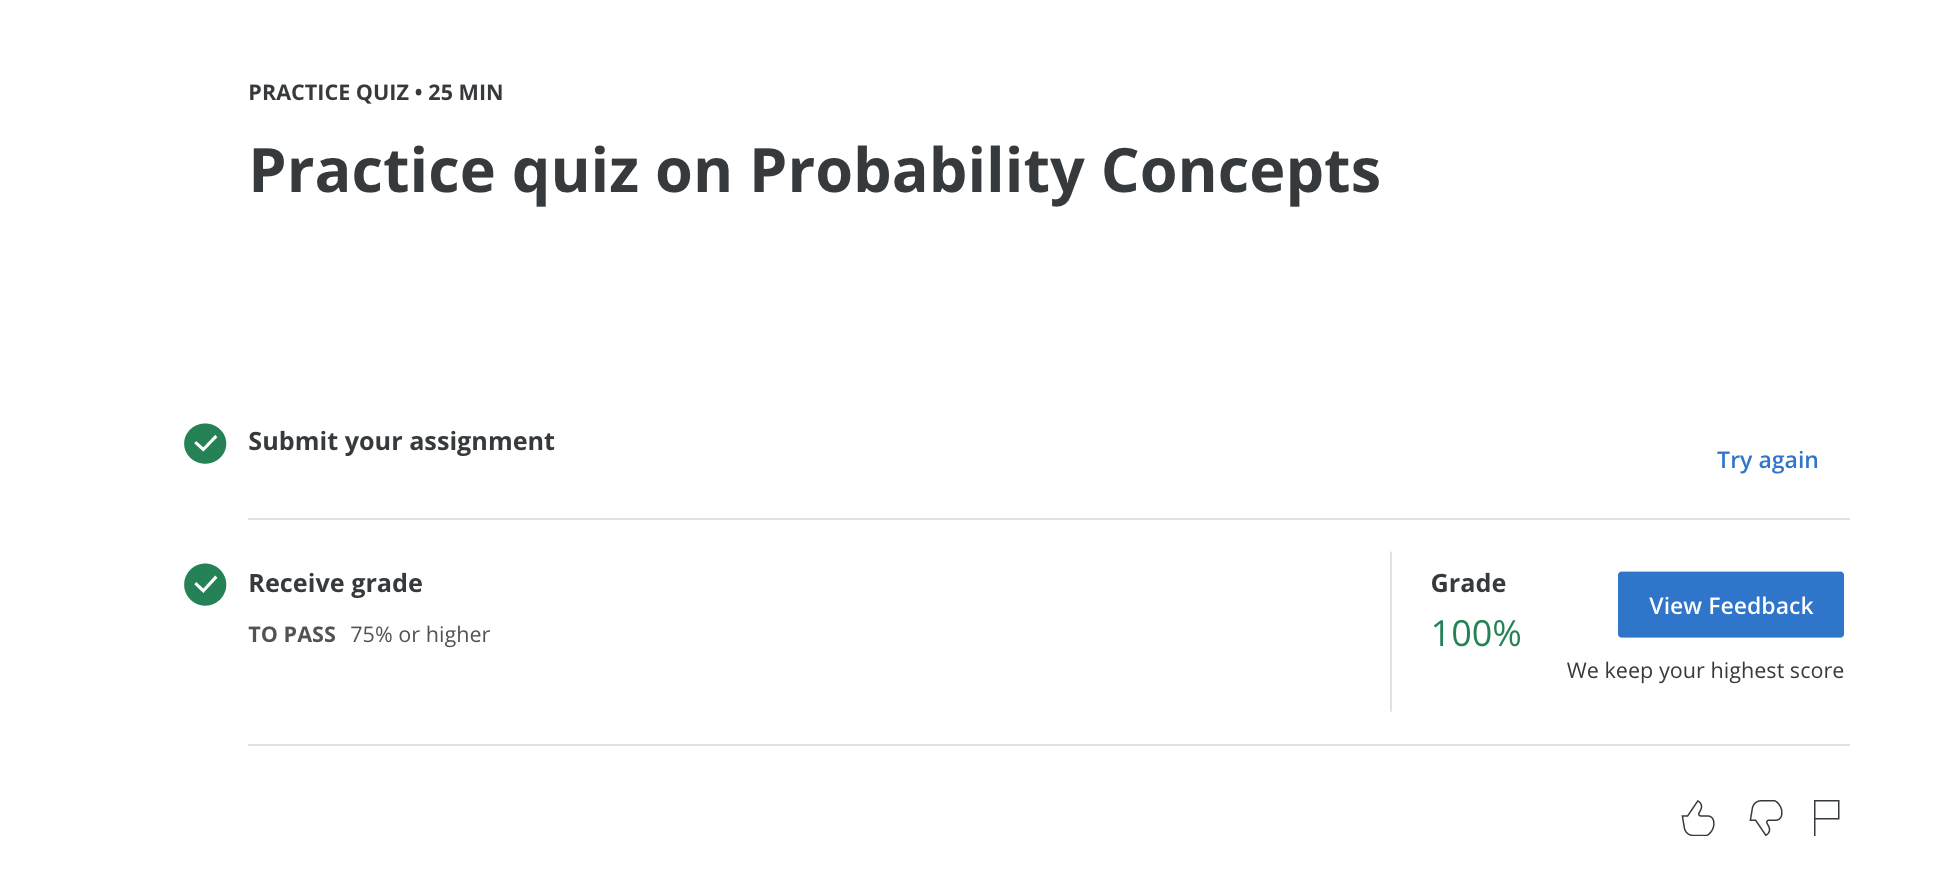 PRACTICE QUIZ • 25 MIN
Practice quiz on Probability Concepts
Submit your assignment
Try again
Receive grade
TO PASS 75% or higher
Grade
100%
View Feedback
We keep your highest score